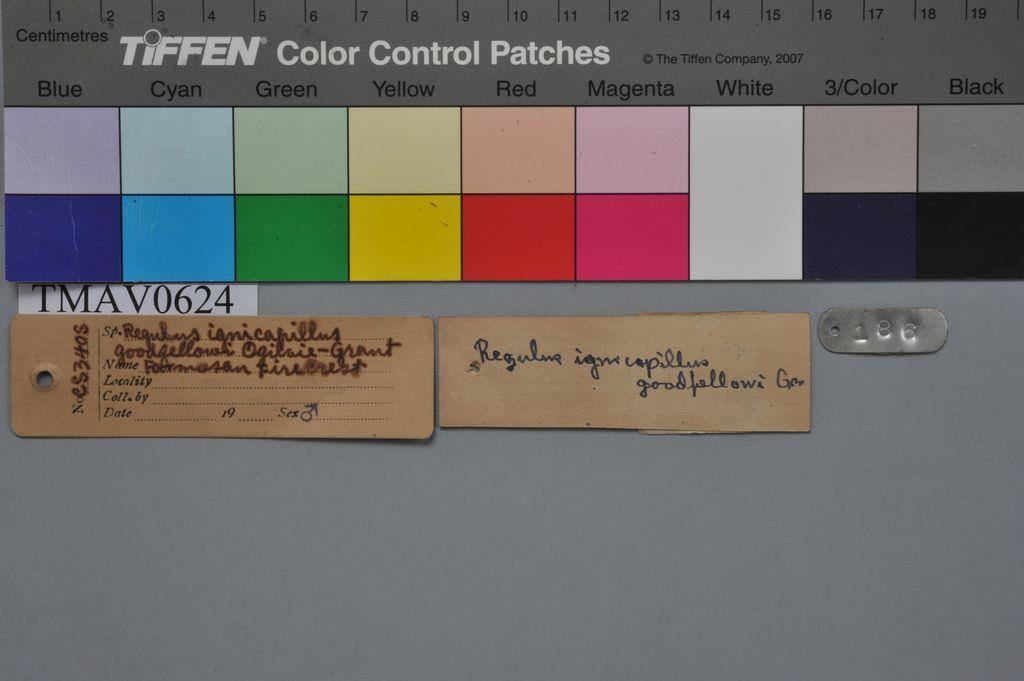 1 2 3 4 5 6 7 8 9 10 11 12 13 14 15 16 17 18 19
Centimetres
TIFFEN® Color Control Patches © The Tiffen Company, 2007
Blue Cyan Green Yellow Red Magenta White 3/Color Black
TMAV0624
No. CS340S
Sp. Regulus ignicapillus
goodfellowi Ogilvie-Grant
Name Formosan Firecrest
Locality
Coll. by
Date 19 Sex ♂
Regulus ignicapillus
goodfellowi
186